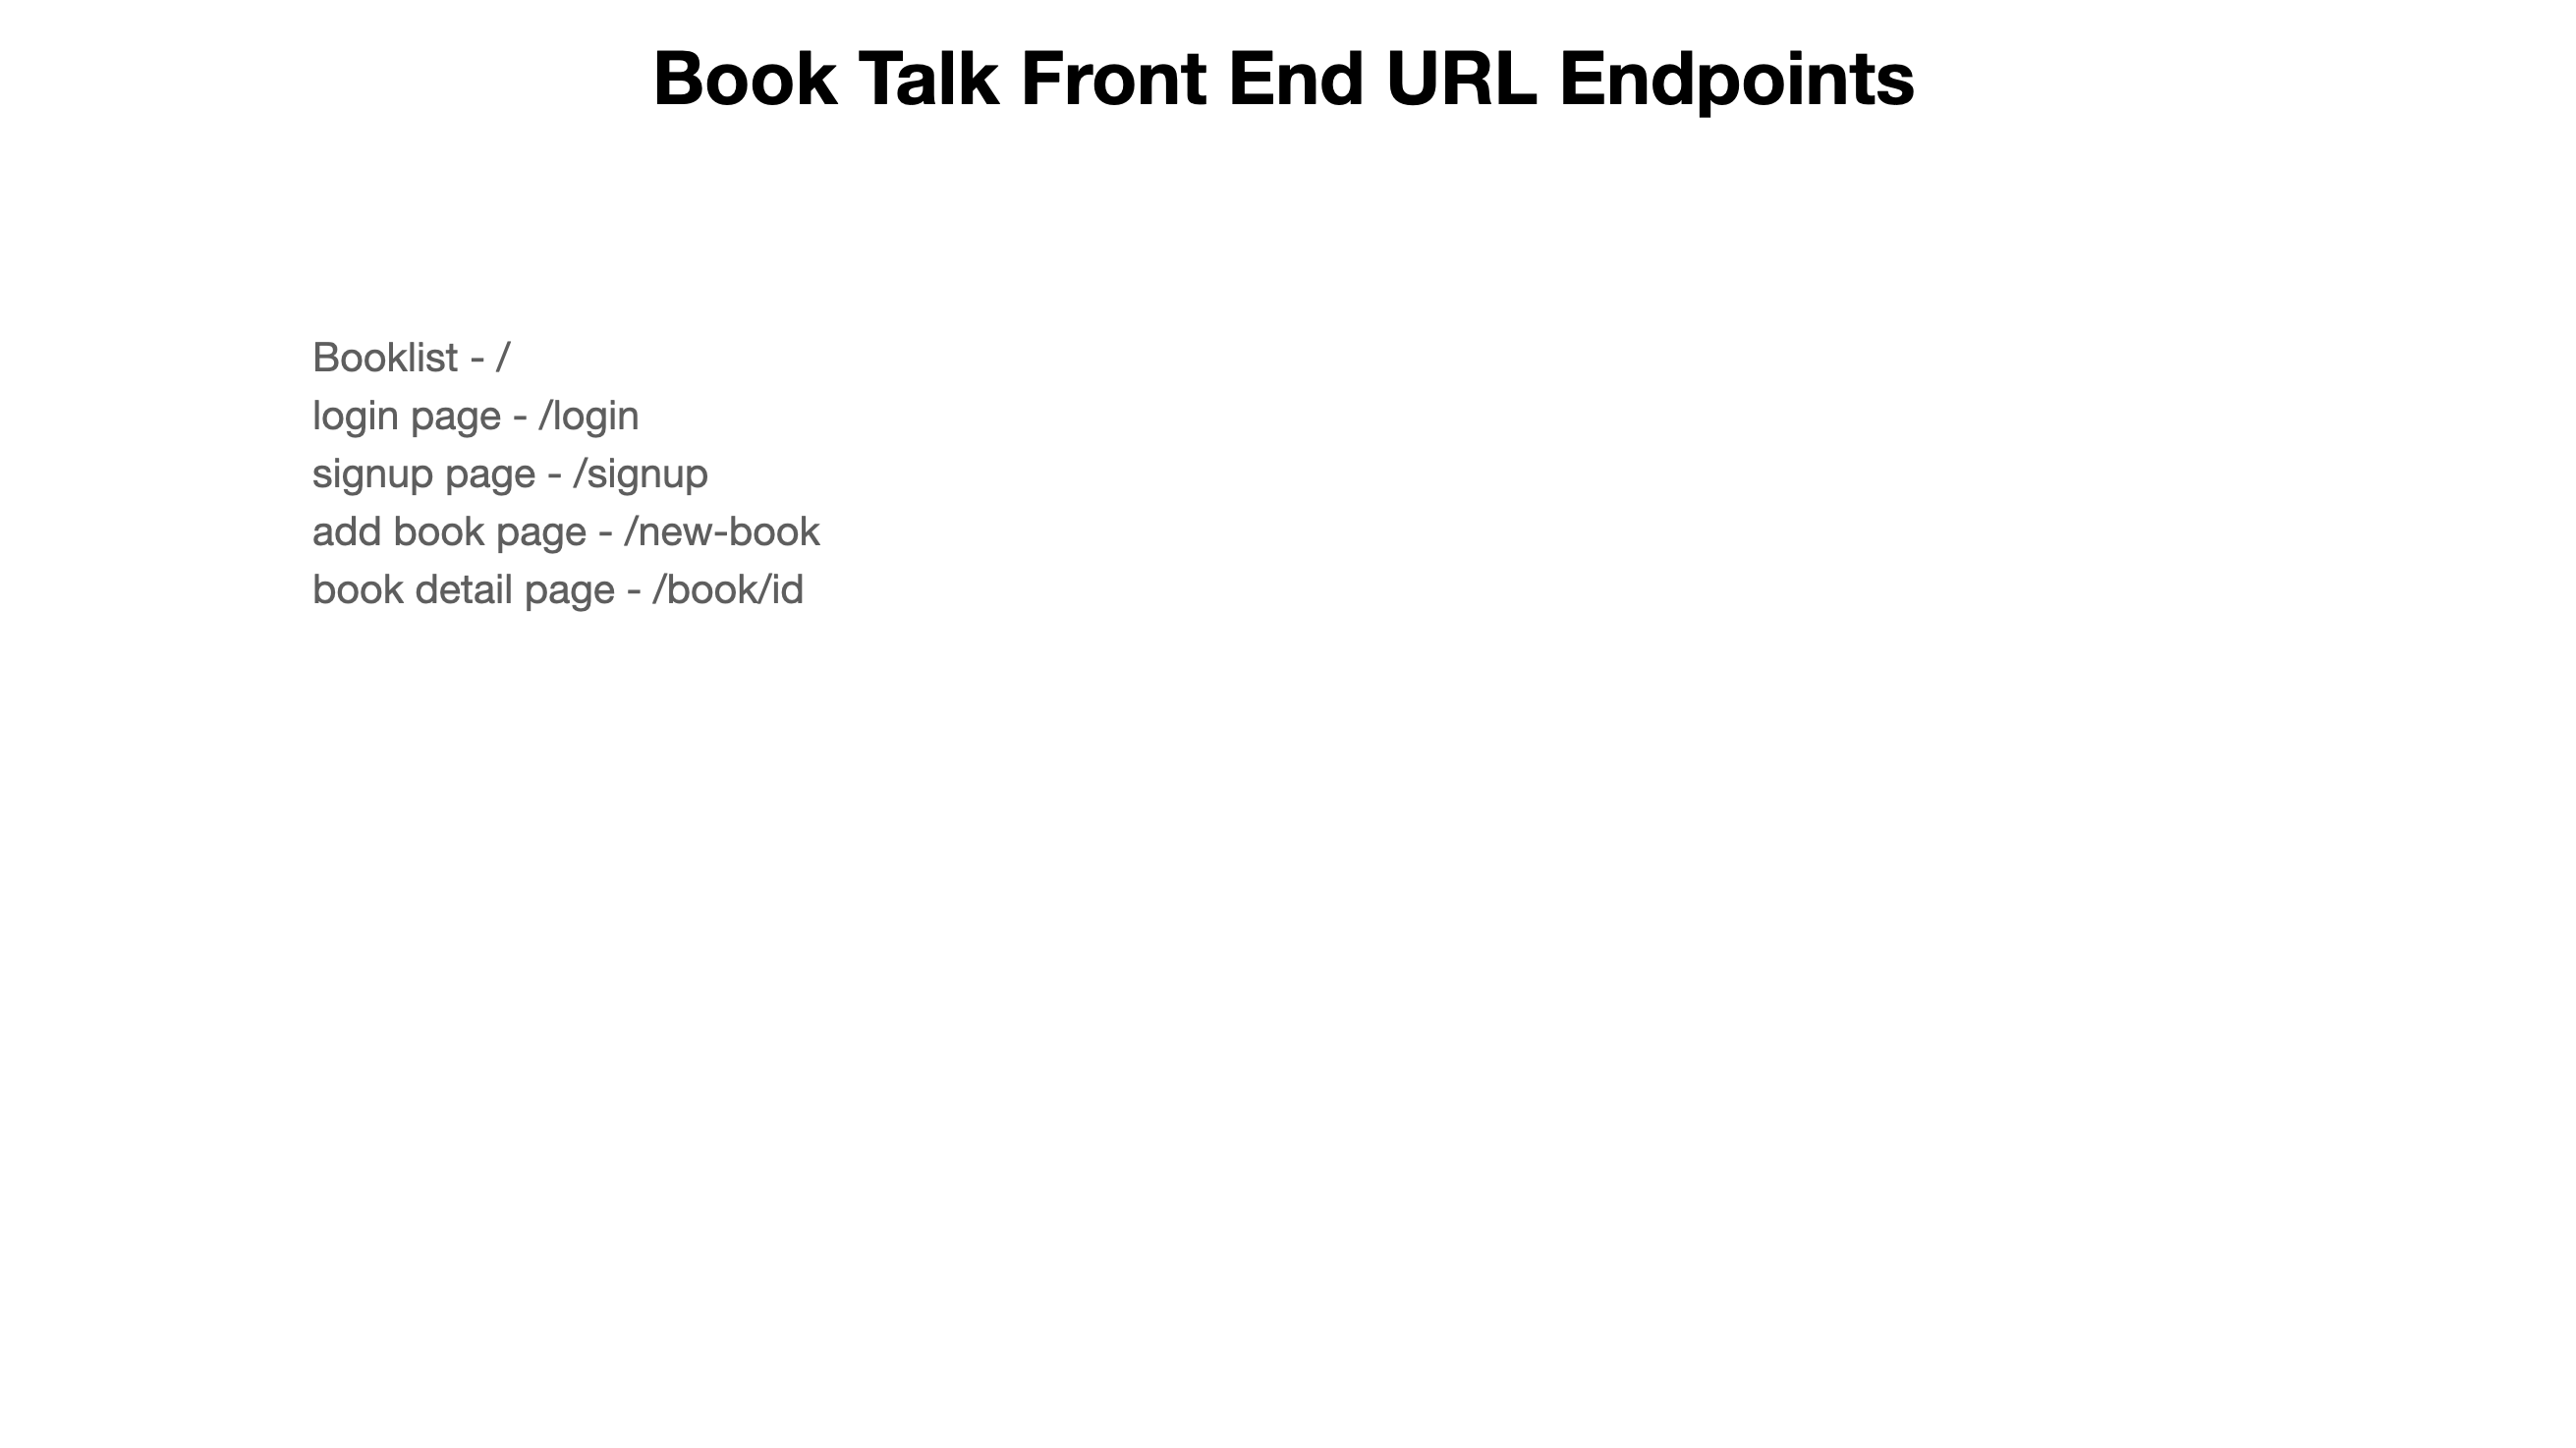 Book Talk Front End URL Endpoints
Booklist - /
login page - /login
signup page - /signup
add book page - /new-book
book detail page - /book/id